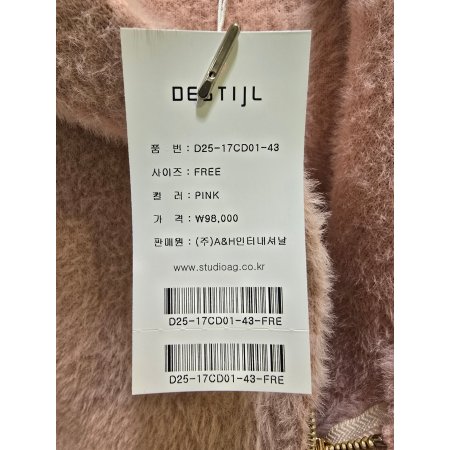 DESTIJL
품 번 : D25-17CD01-43
사이즈 : FREE
컬 러 : PINK
가 격 : ₩98,000
판매원 : (주)A&H인터내셔날
www.studioag.co.kr
D25-17CD01-43-FRE
D25-17CD01-43-FRE